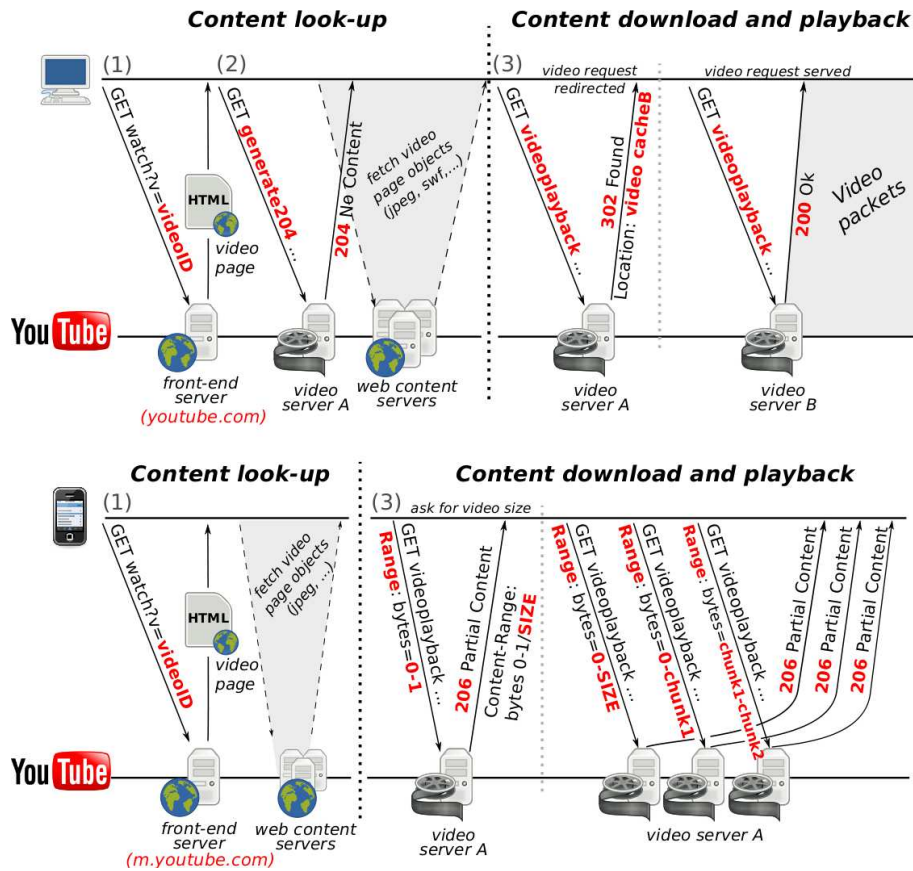 Content look-up
Content download and playback
(1)
(2)
(3)
video request
redirected
video request served
GET watch?v=videoID
HTML
video
page
GET generate204 ...
204 No Content
fetch video
page objects
(jpeg, swf,...)
GET videoplayback ...
302 Found
Location: video cacheB
GET videoplayback ...
200 Ok
Video
packets
YouTube
front-end
server
(youtube.com)
video
server A
web content
servers
video
server A
video
server B
Content look-up
Content download and playback
(1)
(3)
ask for video size
GET watch?v=videoID
HTML
video
page
fetch video
page objects
(jpeg, ...)
GET videoplayback ...
Range: bytes=0-1
206 Partial Content
Content-Range:
bytes 0-1/SIZE
GET videoplayback ...
Range: bytes=0-SIZE
GET videoplayback ...
Range: bytes=0-chunk1
GET videoplayback ...
Range: bytes=chunk1-chunk2
206 Partial Content
206 Partial Content
206 Partial Content
YouTube
front-end
server
(m.youtube.com)
web content
servers
video
server A
video server A